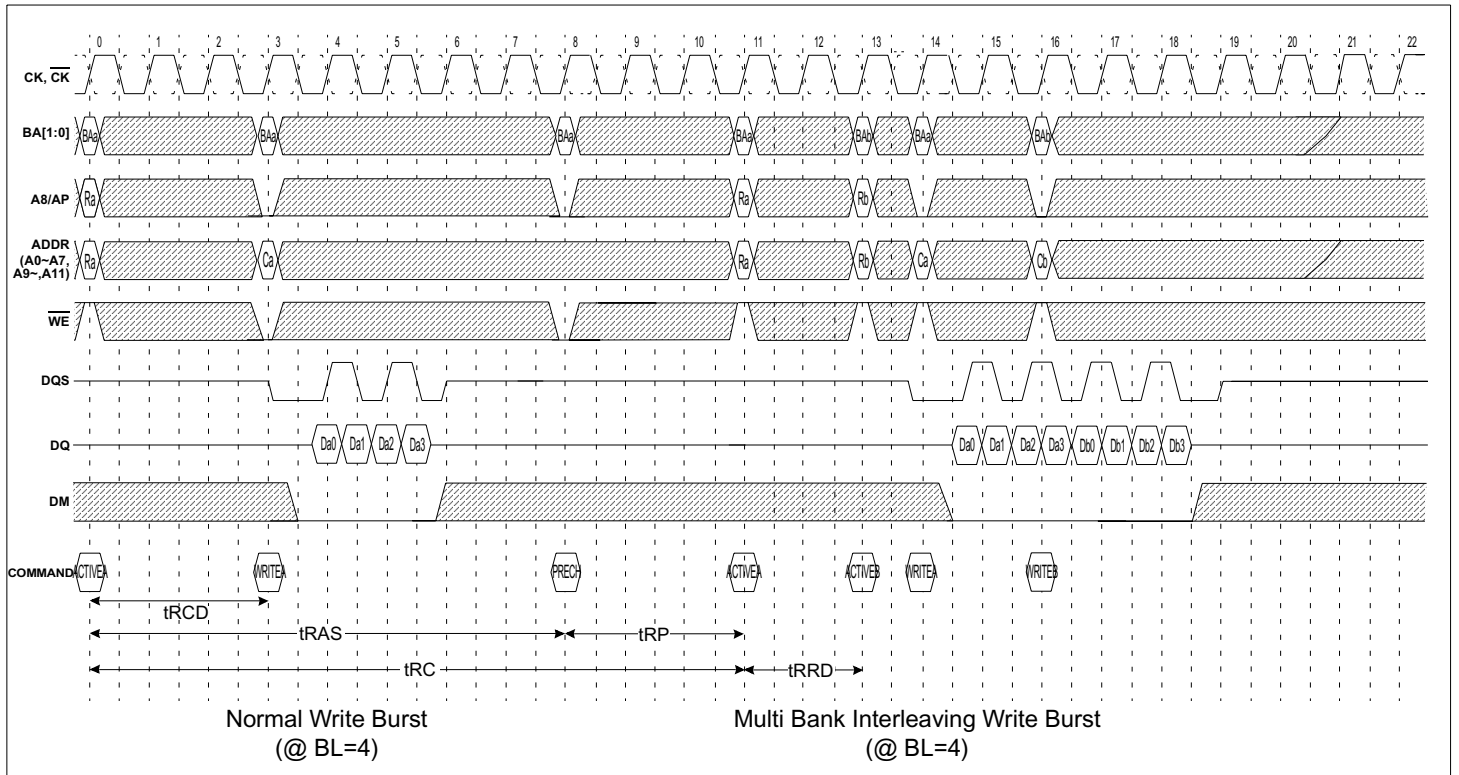 0 1 2 3 4 5 6 7 8 9 10 11 12 13 14 15 16 17 18 19 20 21 22
CK, CK
BA[1:0] BAa BAa BAa BAa BAb BAa BAb
A8/AP Ra Ra Rb
ADDR
(A0~A7, Ra Ca Ra Rb Ca Cb
A9~,A11)
WE
DQS
DQ Da0 Da1 Da2 Da3 Da0 Da1 Da2 Da3 Db0 Db1 Db2 Db3
DM
COMMAND ACTIVEA WRITEA PRECH ACTIVEA ACTIVEB WRITEA WRITEB
tRCD
tRAS tRP
tRC tRRD
Normal Write Burst Multi Bank Interleaving Write Burst
(@ BL=4) (@ BL=4)